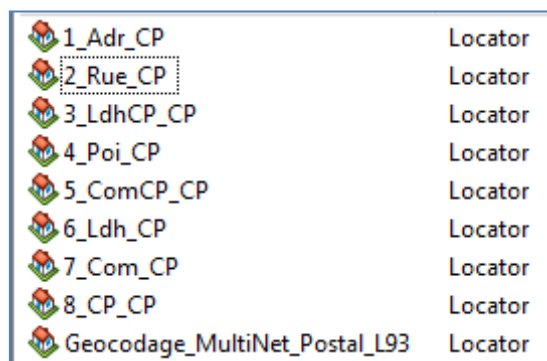 1_Adr_CP Locator
2_Rue_CP Locator
3_LdhCP_CP Locator
4_Poi_CP Locator
5_ComCP_CP Locator
6_Ldh_CP Locator
7_Com_CP Locator
8_CP_CP Locator
Geocodage_MultiNet_Postal_L93 Locator